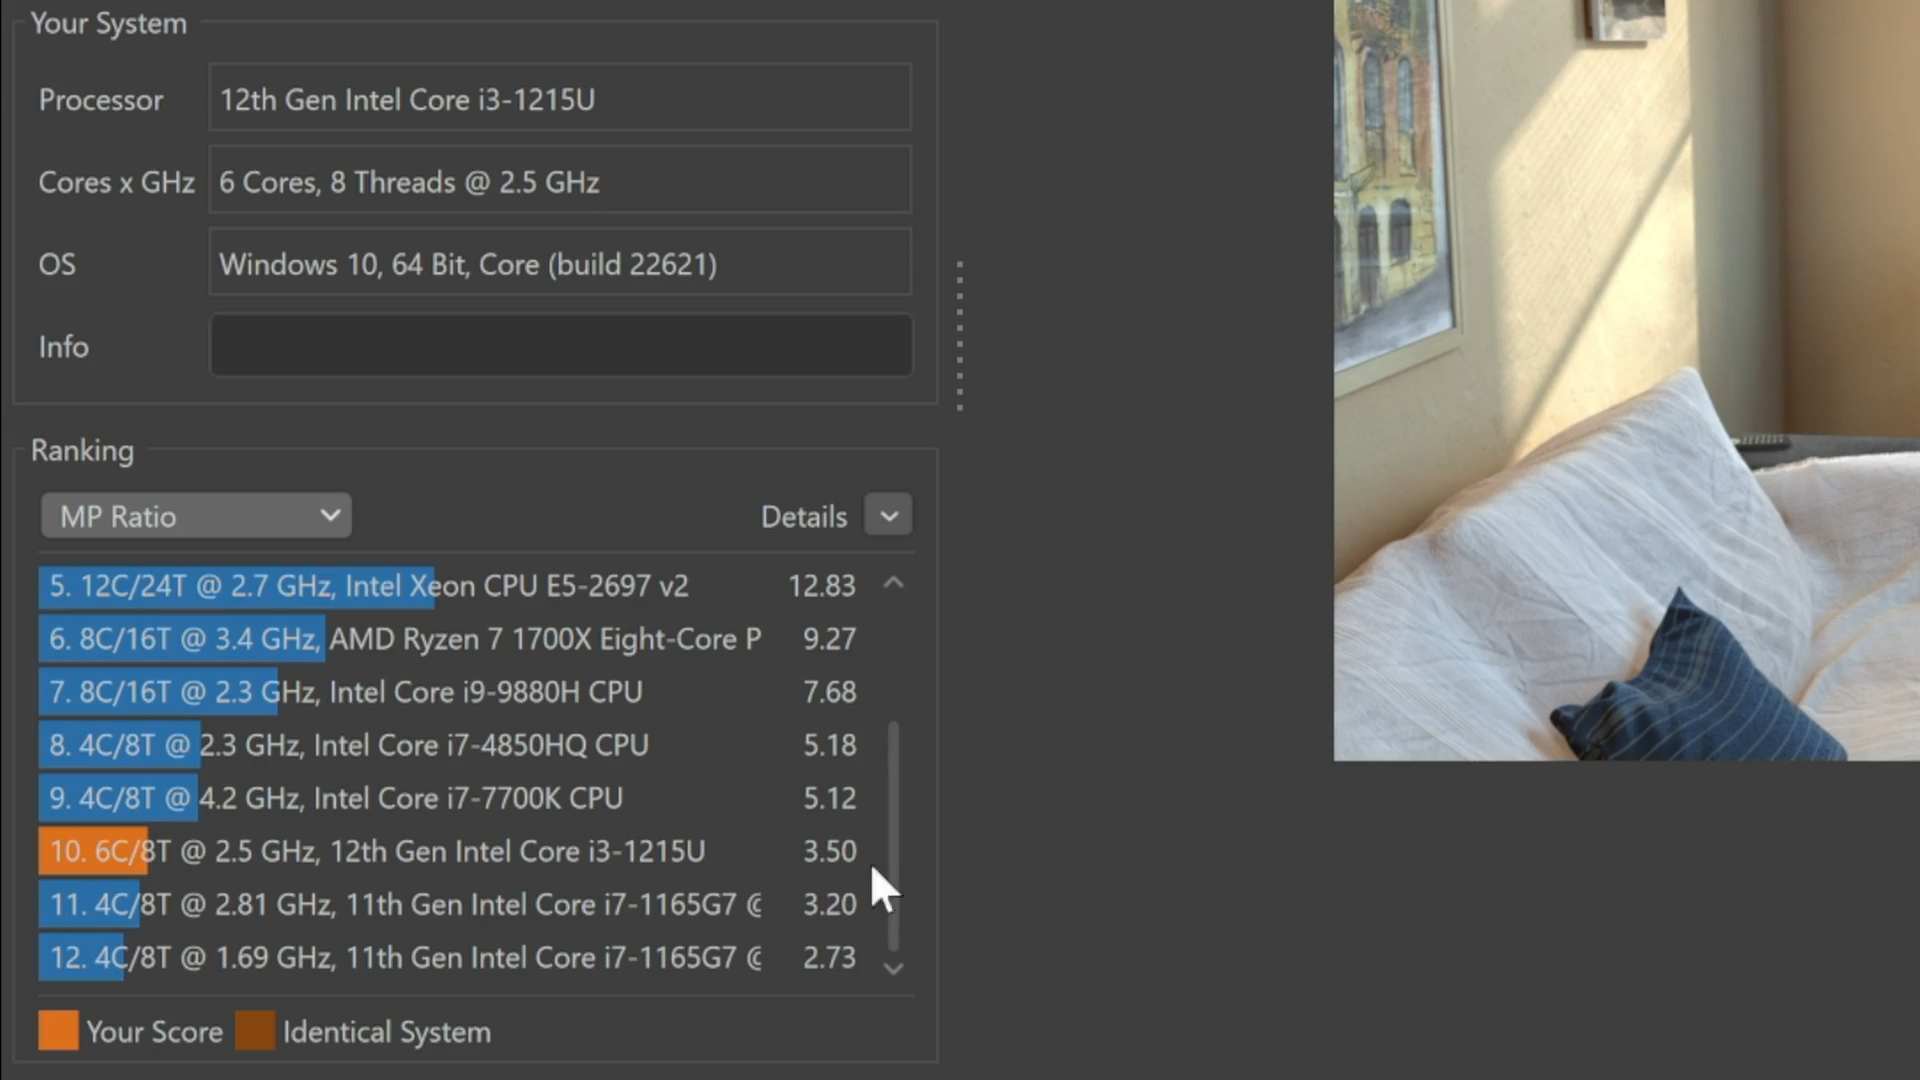 Your System
Processor 12th Gen Intel Core i3-1215U
Cores x GHz 6 Cores, 8 Threads @ 2.5 GHz
OS Windows 10, 64 Bit, Core (build 22621)
Info
Ranking
MP Ratio Details
5. 12C/24T @ 2.7 GHz, Intel Xeon CPU E5-2697 v2 12.83
6. 8C/16T @ 3.4 GHz, AMD Ryzen 7 1700X Eight-Core P 9.27
7. 8C/16T @ 2.3 GHz, Intel Core i9-9880H CPU 7.68
8. 4C/8T @ 2.3 GHz, Intel Core i7-4850HQ CPU 5.18
9. 4C/8T @ 4.2 GHz, Intel Core i7-7700K CPU 5.12
10. 6C/8T @ 2.5 GHz, 12th Gen Intel Core i3-1215U 3.50
11. 4C/8T @ 2.81 GHz, 11th Gen Intel Core i7-1165G7 @ 3.20
12. 4C/8T @ 1.69 GHz, 11th Gen Intel Core i7-1165G7 @ 2.73
Your Score Identical System